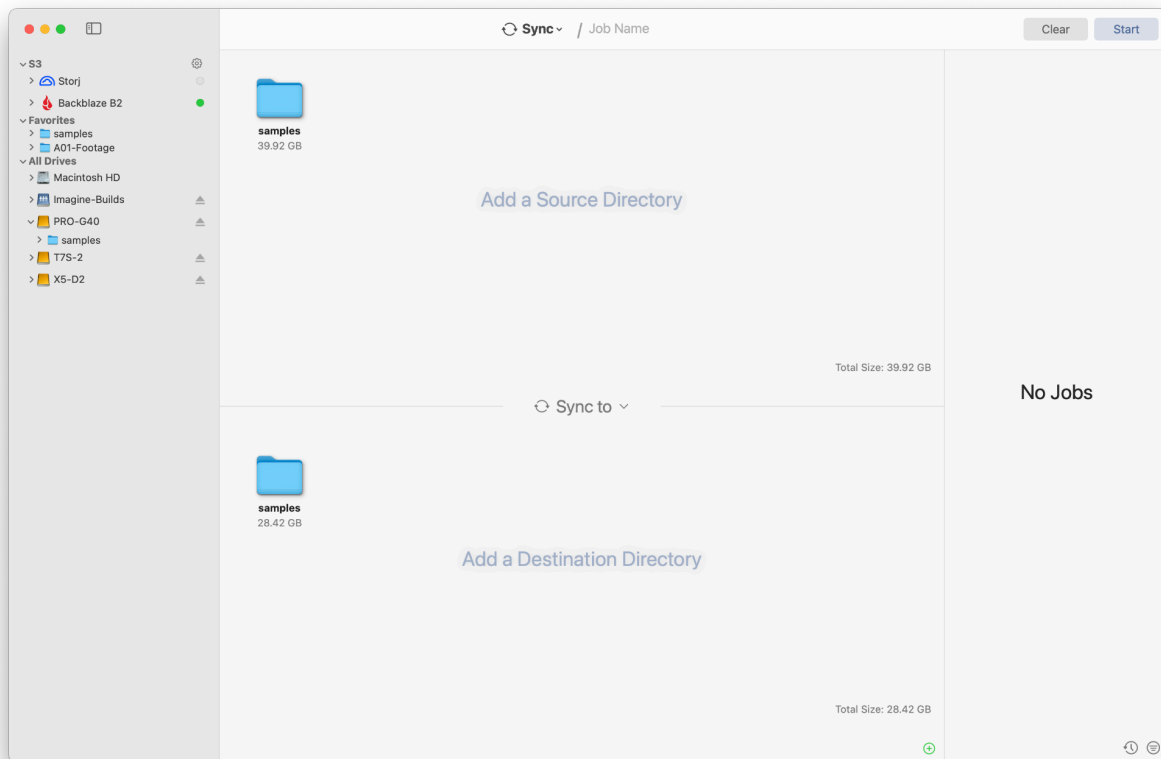 Sync / Job Name
Clear
Start
S3
Storj
Backblaze B2
Favorites
samples
A01-Footage
All Drives
Macintosh HD
Imagine-Builds
PRO-G40
samples
T7S-2
X5-D2
samples
39.92 GB
Add a Source Directory
Total Size: 39.92 GB
Sync to
samples
28.42 GB
Add a Destination Directory
Total Size: 28.42 GB
No Jobs